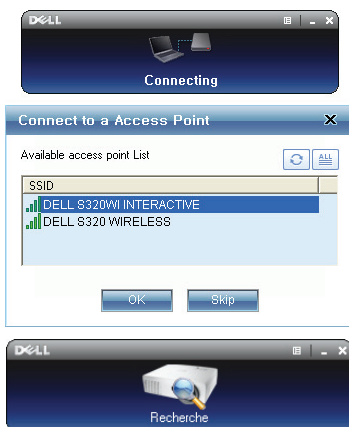 DELL
Connecting
Connect to a Access Point
Available access point List
ALL
SSID
DELL S320WI INTERACTIVE
DELL S320 WIRELESS
OK
Skip
DELL
Recherche